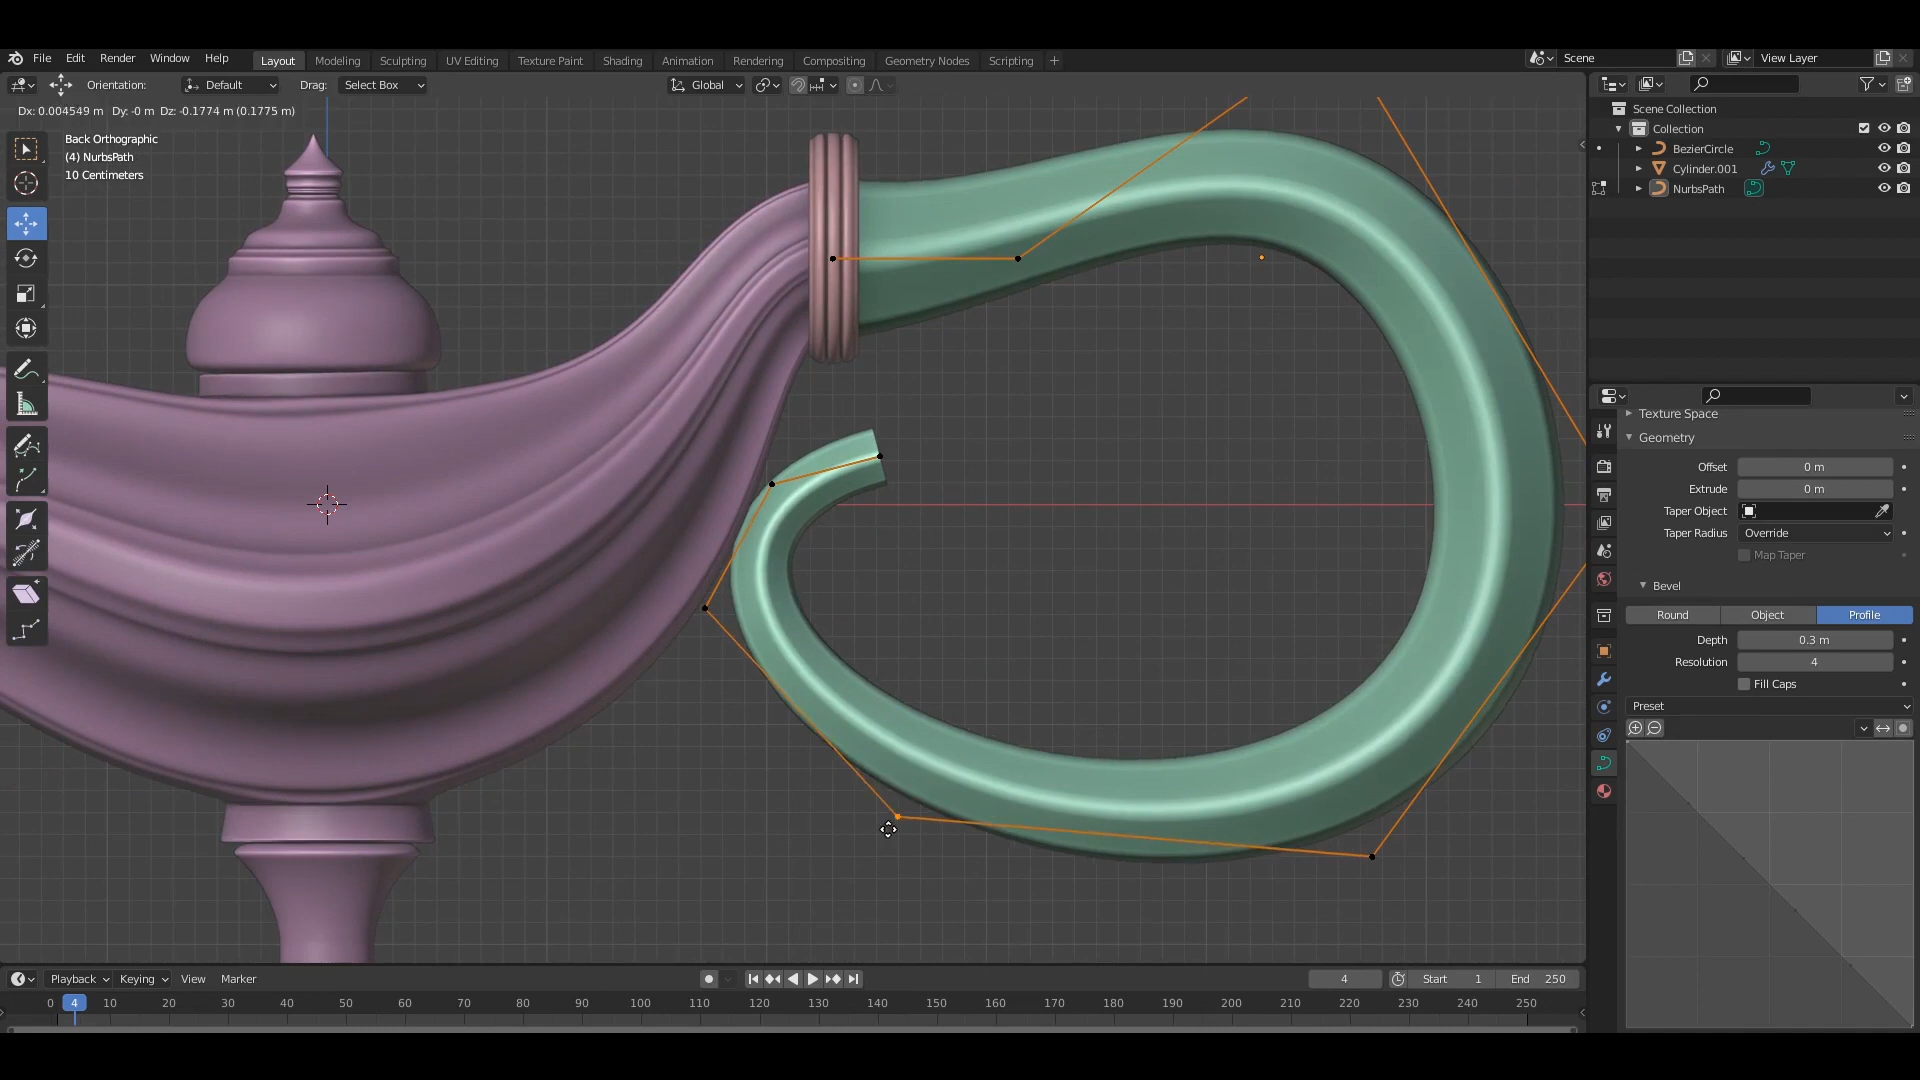 File Edit Render Window Help Layout Modeling Sculpting UV Editing Texture Paint Shading Animation Rendering Compositing Geometry Nodes Scripting + Scene View Layer
Orientation: Default Drag: Select Box Global
Dx: 0.004549 m Dy: -0 m Dz: -0.1774 m (0.1775 m)
Back Orthographic
(4) NurbsPath
10 Centimeters
Scene Collection
Collection
BezierCircle
Cylinder.001
NurbsPath
Texture Space
Geometry
Offset 0 m
Extrude 0 m
Taper Object
Taper Radius Override
Map Taper
Bevel
Round Object Profile
Depth 0.3 m
Resolution 4
Fill Caps
Preset
Playback Keying View Marker 4 Start 1 End 250
0 4 10 20 30 40 50 60 70 80 90 100 110 120 130 140 150 160 170 180 190 200 210 220 230 240 250